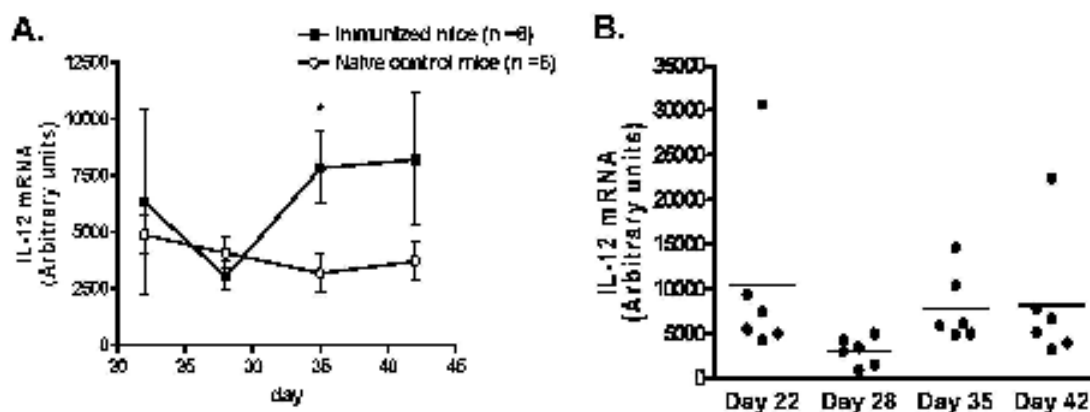 A.
Immunized mice (n =6)
Naive control mice (n =6)
IL-12 mRNA
(Arbitrary units)
12500
10000
7500
5000
2500
0
20 25 30 35 40 45
day
*
B.
IL-12 mRNA
(Arbitrary units)
35000
30000
25000
20000
15000
10000
5000
0
Day 22 Day 28 Day 35 Day 42